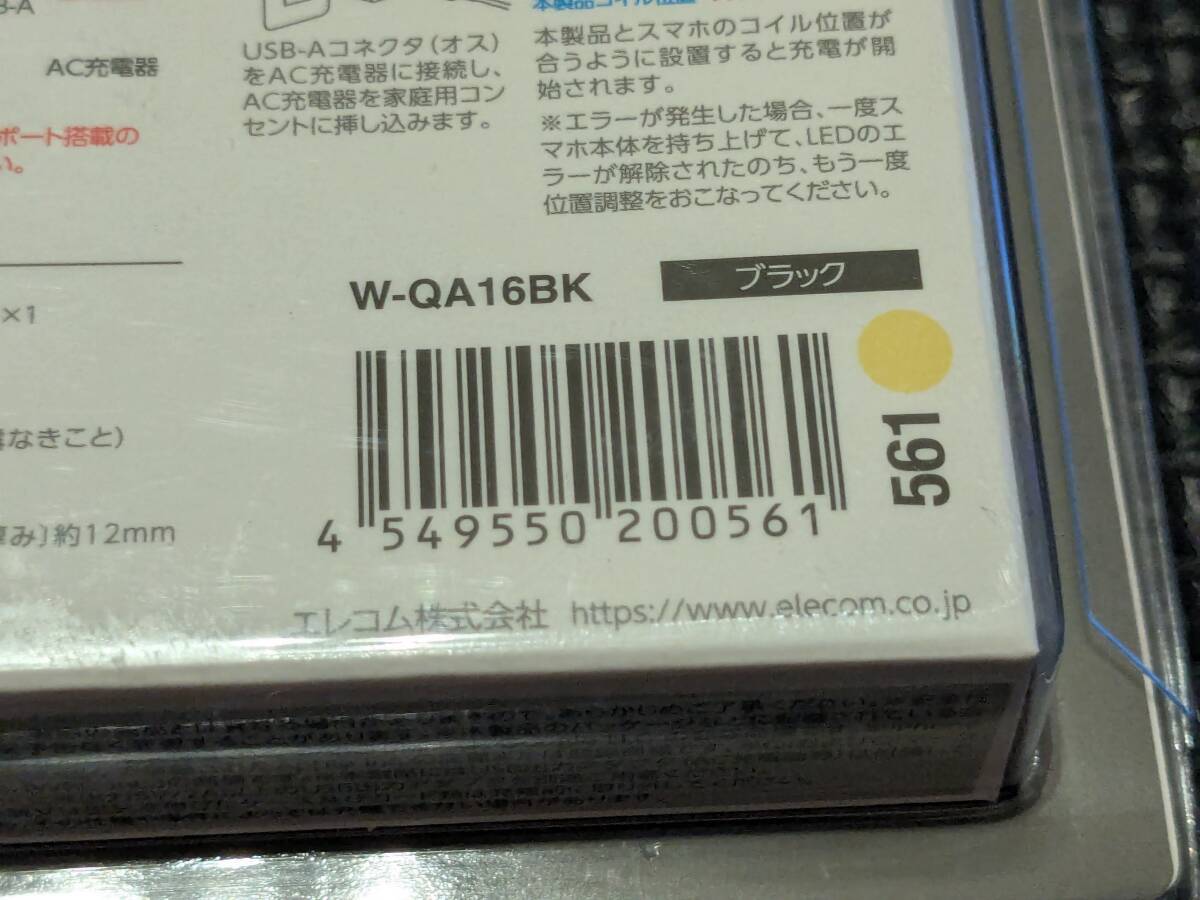 B-A
AC充電器
ポート搭載の
い。
USB-Aコネクタ（オス）
をAC充電器に接続し、
AC充電器を家庭用コン
セントに挿し込みます。
本製品コイル位置
本製品とスマホのコイル位置が
合うように設置すると充電が開
始されます。
※エラーが発生した場合、一度ス
マホ本体を持ち上げて、LEDのエ
ラーが解除されたのち、もう一度
位置調整をおこなってください。
×1
なきこと）
み〕約12mm
W-QA16BK
ブラック
561
4 549550 200561
エレコム株式会社 https://www.elecom.co.jp